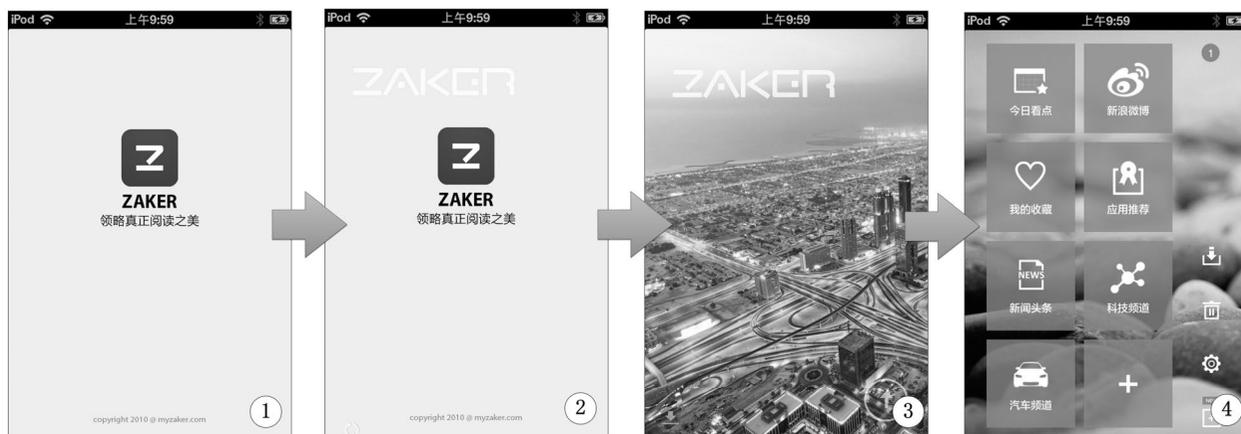 iPod 上午9:59
ZAKER
领略真正阅读之美
copyright 2010 @ myzaker.com
①
iPod 上午9:59
ZAKER
ZAKER
领略真正阅读之美
copyright 2010 @ myzaker.com
②
iPod 上午9:59
ZAKER
③
iPod 上午9:59
1
今日看点
新浪微博
我的收藏
应用推荐
NEWS
新闻头条
科技频道
汽车频道
④